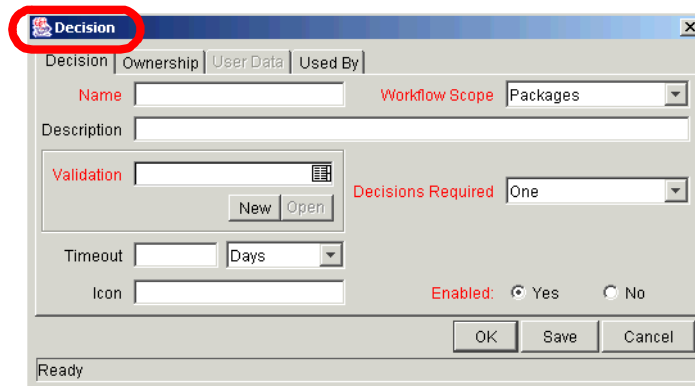 Decision
Decision Ownership User Data Used By
Name Workflow Scope Packages
Description
Validation
Decisions Required One
New Open
Timeout Days
Icon Enabled: Yes No
OK Save Cancel
Ready